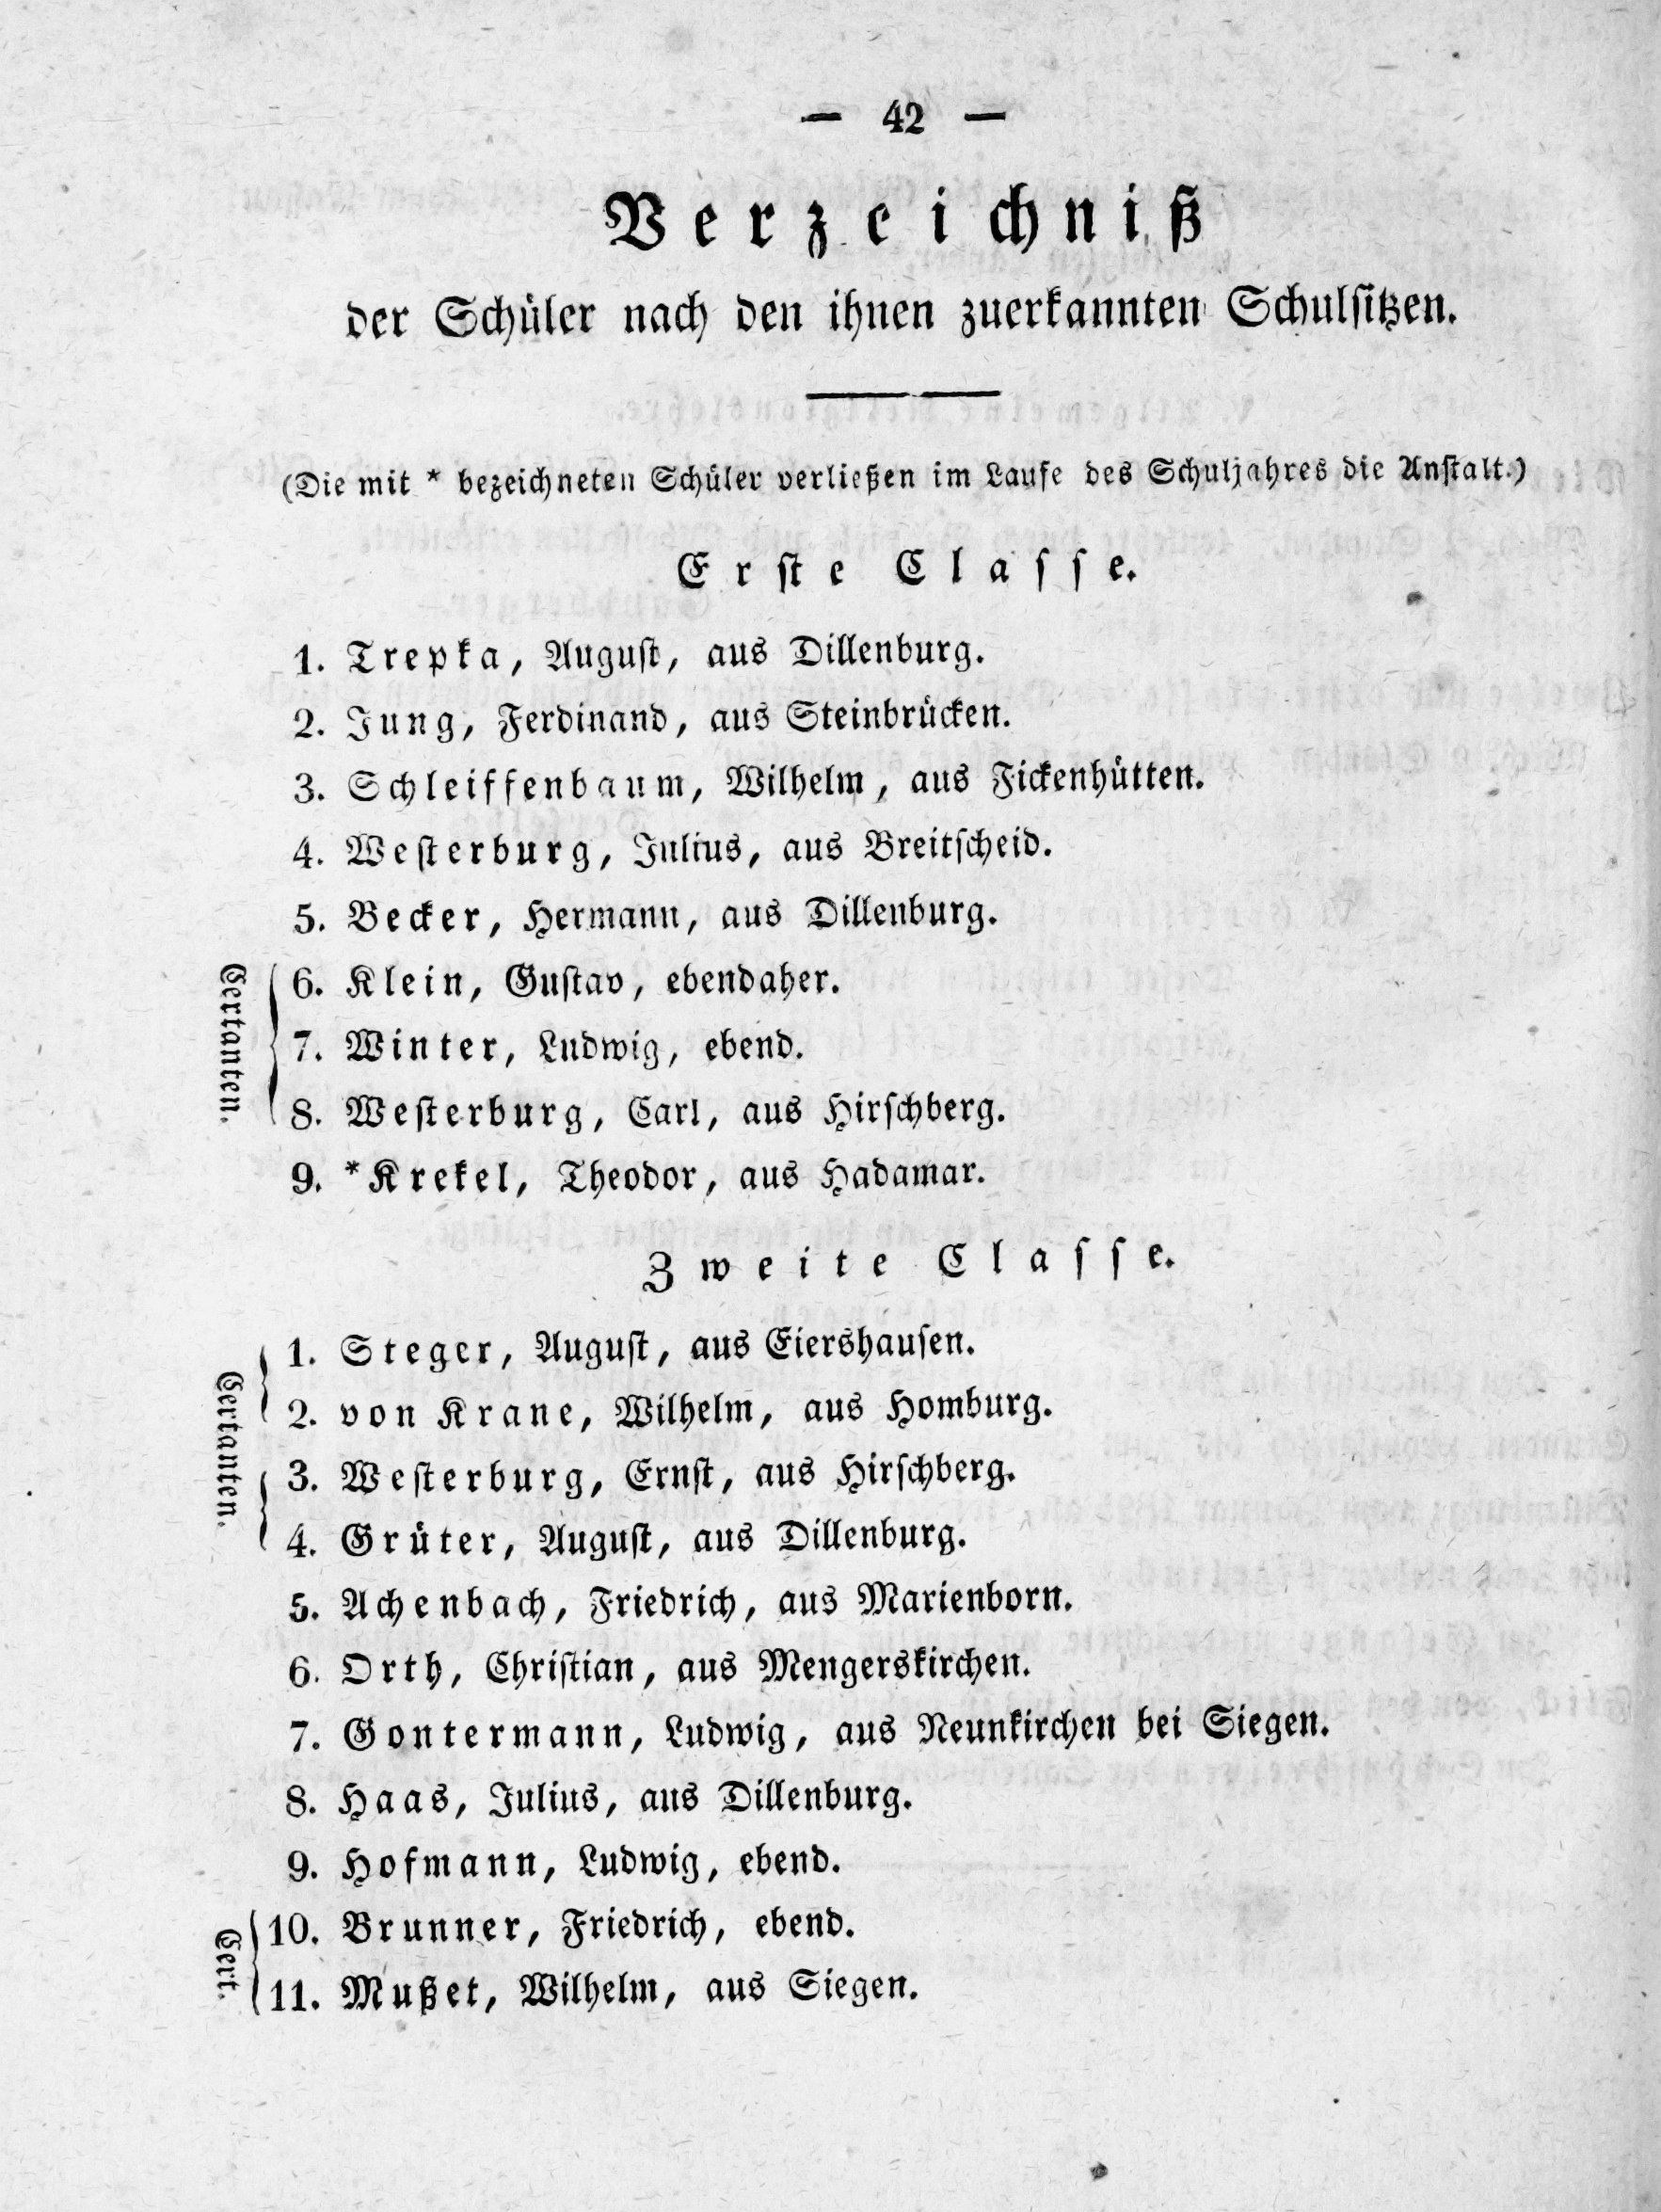 — 42 —
Verzeichniß
der Schüler nach den ihnen zuerkannten Schulsitzen.
(Die mit * bezeichneten Schüler verließen im Laufe des Schuljahres die Anstalt.)
Erste Classe.
1. Trepka, August, aus Dillenburg.
2. Jung, Ferdinand, aus Steinbrücken.
3. Schleiffenbaum, Wilhelm, aus Fickenhütten.
4. Westerburg, Julius, aus Breitscheid.
5. Becker, Hermann, aus Dillenburg.
Certanten.
6. Klein, Gustav, ebendaher.
7. Winter, Ludwig, ebend.
8. Westerburg, Carl, aus Hirschberg.
9. *Krekel, Theodor, aus Hadamar.
Zweite Classe.
Certanten.
1. Steger, August, aus Eiershausen.
2. von Krane, Wilhelm, aus Homburg.
3. Westerburg, Ernst, aus Hirschberg.
4. Grüter, August, aus Dillenburg.
5. Achenbach, Friedrich, aus Marienborn.
6. Orth, Christian, aus Mengerskirchen.
7. Gontermann, Ludwig, aus Neunkirchen bei Siegen.
8. Haas, Julius, aus Dillenburg.
9. Hofmann, Ludwig, ebend.
Cert.
10. Brunner, Friedrich, ebend.
11. Mußet, Wilhelm, aus Siegen.